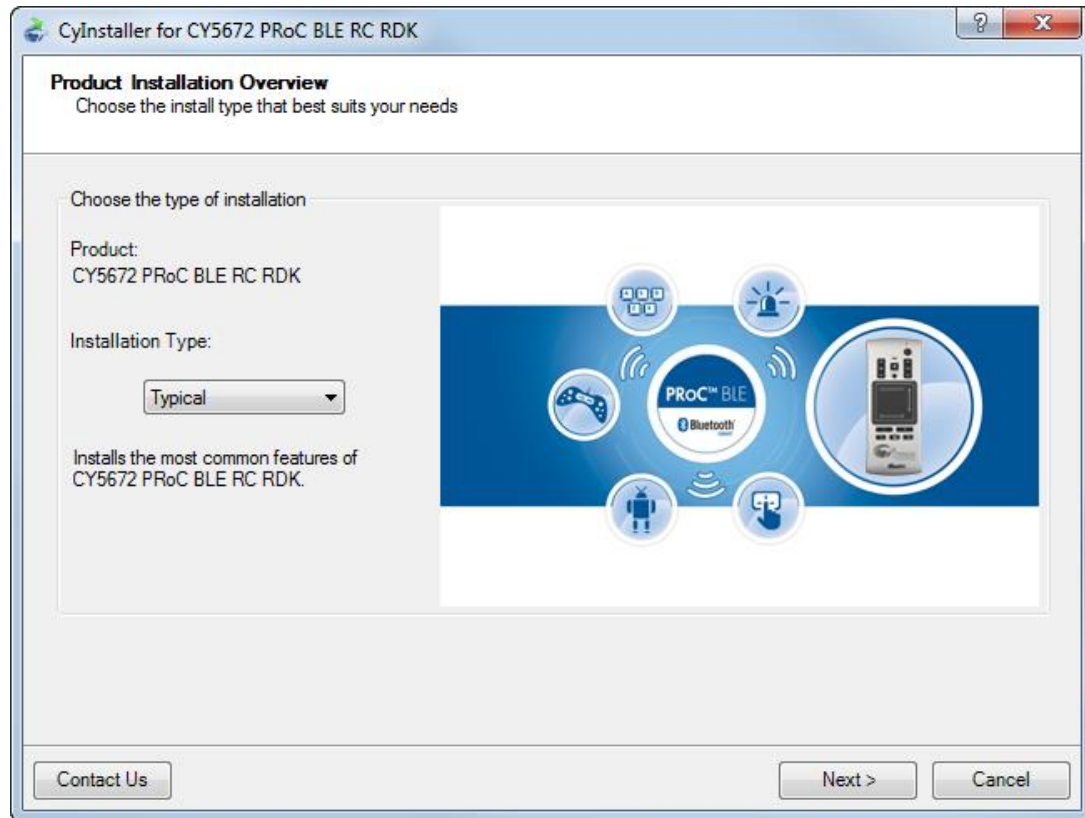 CyInstaller for CY5672 PRoC BLE RC RDK
?
X
Product Installation Overview
Choose the install type that best suits your needs
Choose the type of installation
Product:
CY5672 PRoC BLE RC RDK
Installation Type:
Typical
Installs the most common features of
CY5672 PRoC BLE RC RDK.
PRoC™ BLE
Bluetooth
Contact Us
Next >
Cancel